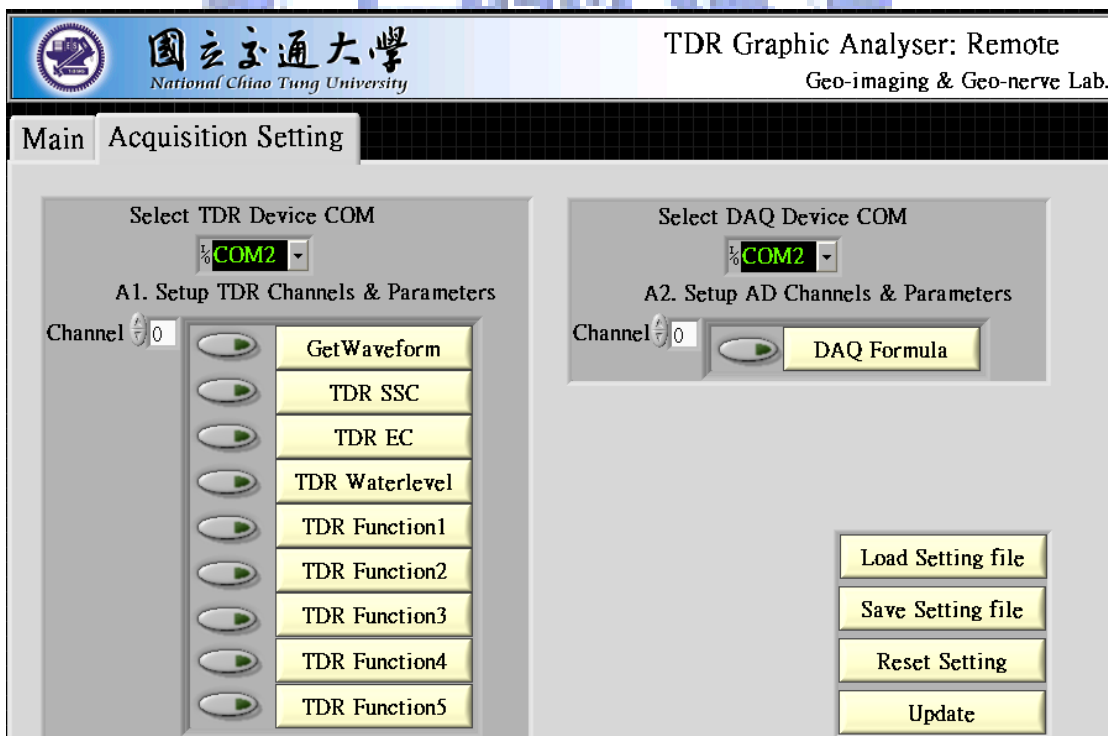 國立交通大學
National Chiao Tung University
TDR Graphic Analyser: Remote
Geo-imaging & Geo-nerve Lab.
Main
Acquisition Setting
Select TDR Device COM
COM2
A1. Setup TDR Channels & Parameters
Channel 0
GetWaveform
TDR SSC
TDR EC
TDR Waterlevel
TDR Function1
TDR Function2
TDR Function3
TDR Function4
TDR Function5
Select DAQ Device COM
COM2
A2. Setup AD Channels & Parameters
Channel 0
DAQ Formula
Load Setting file
Save Setting file
Reset Setting
Update